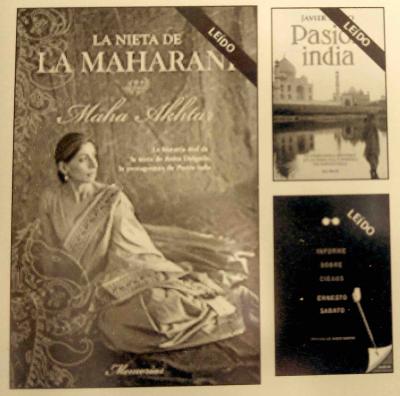 LEÍDO
LA NIETA DE
LA MAHARANÍ
Maha Akhtar
La historia real de
la nieta de Anita Delgado,
la protagonista de Pasión india
Memorias
LEÍDO
JAVIER
Pasión
india
LEÍDO
INFORME
SOBRE
CIEGOS
ERNESTO
SABATO